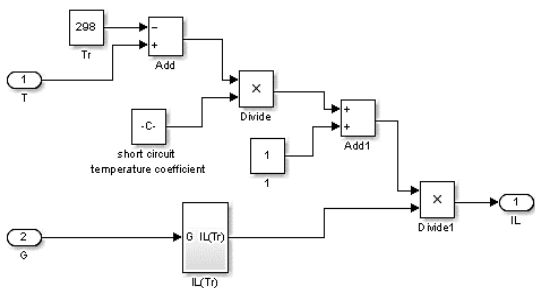 298
−
+
Tr
Add
1
T
×
Divide
-C-
short circuit
temperature coefficient
+
+
Add1
1
1
×
Divide1
1
IL
2
G
G IL(Tr)
IL(Tr)